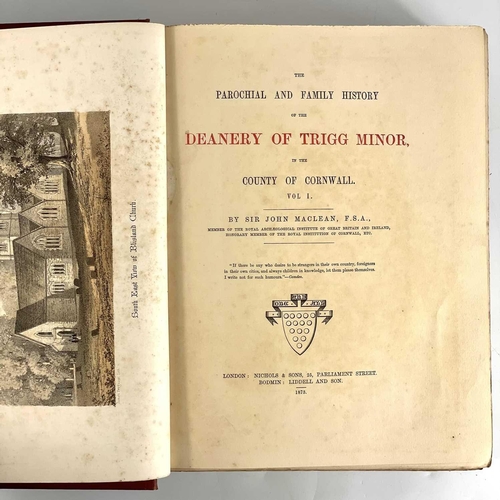 South East View of Blisland Church
THE
PAROCHIAL AND FAMILY HISTORY
OF THE
DEANERY OF TRIGG MINOR,
IN THE
COUNTY OF CORNWALL.
VOL I.
BY SIR JOHN MACLEAN, F.S.A.,
MEMBER OF THE ROYAL ARCHÆOLOGICAL INSTITUTE OF GREAT BRITAIN AND IRELAND,
HONORARY MEMBER OF THE ROYAL INSTITUTION OF CORNWALL, ETC.
"If there be any who desire to be strangers in their own country, foreigners
in their own cities, and always children in knowledge, let them please themselves.
I write not for such humours."—Camden.
ONE AND ALL
LONDON: NICHOLS & SONS, 25, PARLIAMENT STREET.
BODMIN: LIDDELL AND SON.
1873.